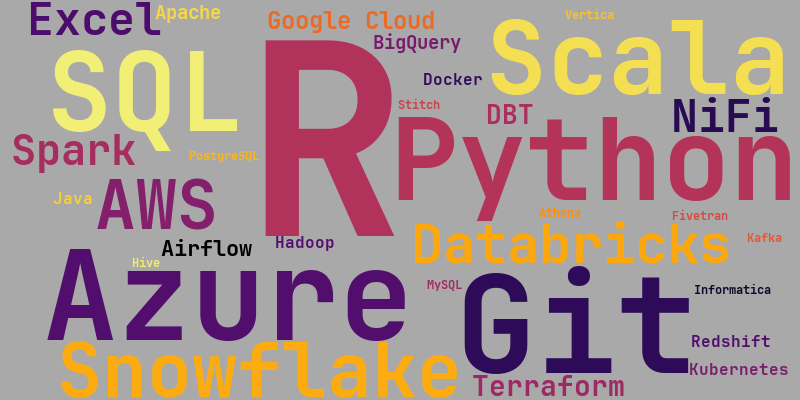 Excel
Apache
Google Cloud
Vertica
BigQuery
SQL
Scala
R
Docker
Stitch
DBT
NiFi
Python
Spark
PostgreSQL
AWS
Java
Athena
Fivetran
Databricks
Kafka
Airflow
Hadoop
Hive
Azure
MySQL
Git
Informatica
Snowflake
Redshift
Kubernetes
Terraform